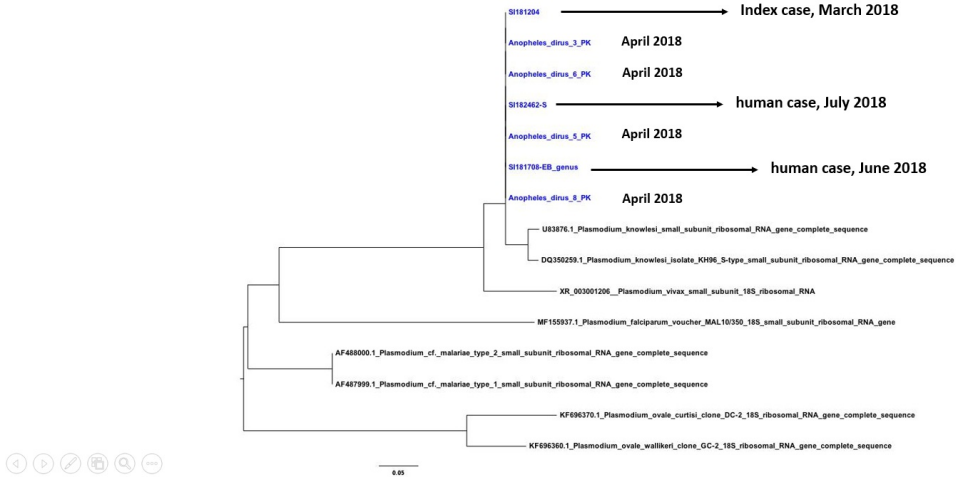 SI181204 Index case, March 2018
Anopheles_dirus_3_PK April 2018
Anopheles_dirus_6_PK April 2018
SI182462-S human case, July 2018
Anopheles_dirus_5_PK April 2018
SI181708-EB_genus human case, June 2018
Anopheles_dirus_8_PK April 2018
U83876.1_Plasmodium_knowlesi_small_subunit_ribosomal_RNA_gene_complete_sequence
DQ350259.1_Plasmodium_knowlesi_isolate_KH96_S-type_small_subunit_ribosomal_RNA_gene_complete_sequence
XR_003001206__Plasmodium_vivax_small_subunit_18S_ribosomal_RNA
MF155937.1_Plasmodium_falciparum_voucher_MAL10/350_18S_small_subunit_ribosomal_RNA_gene
AF488000.1_Plasmodium_cf._malariae_type_2_small_subunit_ribosomal_RNA_gene_complete_sequence
AF487999.1_Plasmodium_cf._malariae_type_1_small_subunit_ribosomal_RNA_gene_complete_sequence
KF696370.1_Plasmodium_ovale_curtisi_clone_DC-2_18S_ribosomal_RNA_gene_complete_sequence
KF696360.1_Plasmodium_ovale_wallikeri_clone_GC-2_18S_ribosomal_RNA_gene_complete_sequence
0.05